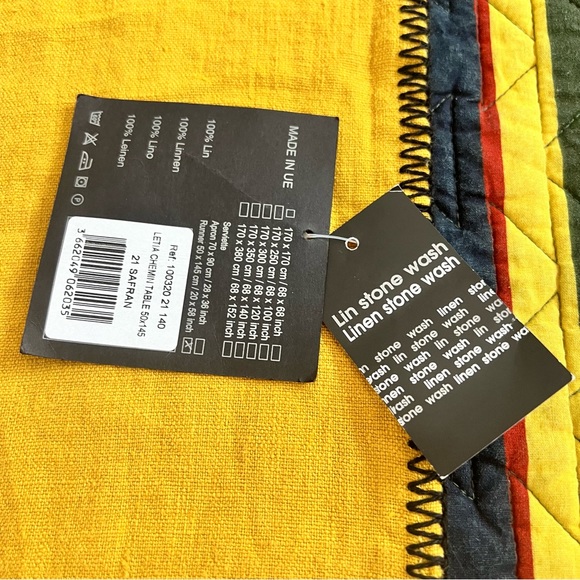 MADE IN UE
100% Lin
100% Linnen
100% Lino
100% Leinen
170 x 170 cm / 68 x 68 inch
170 x 250 cm / 68 x 100 inch
170 x 300 cm / 68 x 120 inch
170 x 350 cm / 68 x 140 inch
170 x 380 cm / 68 x 152 inch
Serviette
Apron 70 x 90 cm / 28 x 36 inch
Runner 50 x 145 cm / 20 x 58 inch
Ref. 100320 21 140
LETIA CHEMIN TABLE 50x145
21 SAFRAN
3 662049 062035
Lin stone wash
Linen stone wash
stone wash linen stone
wash lin stone wash linen
stone wash lin stone wash
linen stone wash lin stone
wash linen stone wash
stone wash linen stone wash